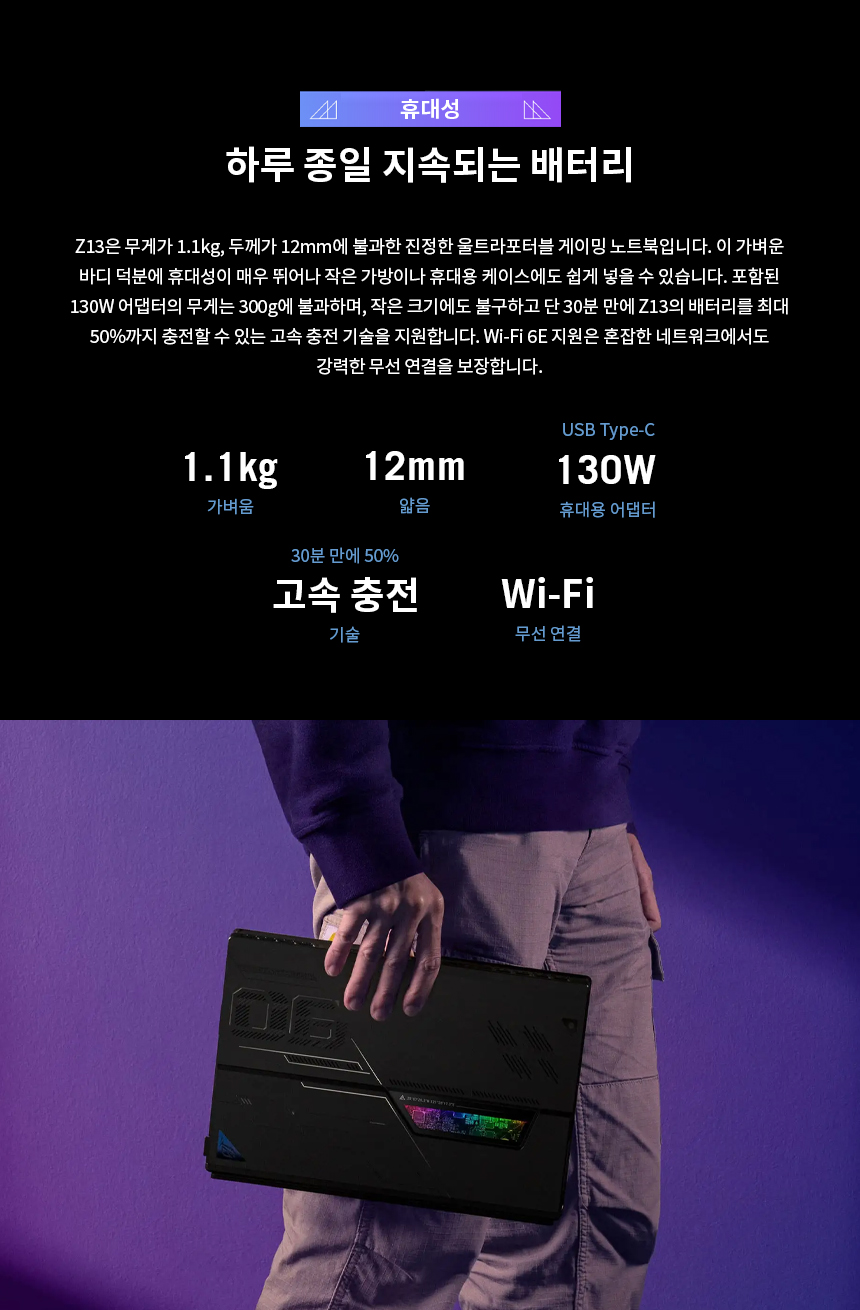 휴대성
하루 종일 지속되는 배터리
Z13은 무게가 1.1kg, 두께가 12mm에 불과한 진정한 울트라포터블 게이밍 노트북입니다. 이 가벼운
바디 덕분에 휴대성이 매우 뛰어나 작은 가방이나 휴대용 케이스에도 쉽게 넣을 수 있습니다. 포함된
130W 어댑터의 무게는 300g에 불과하며, 작은 크기에도 불구하고 단 30분 만에 Z13의 배터리를 최대
50%까지 충전할 수 있는 고속 충전 기술을 지원합니다. Wi-Fi 6E 지원은 혼잡한 네트워크에서도
강력한 무선 연결을 보장합니다.
1.1kg
가벼움
12mm
얇음
USB Type-C
130W
휴대용 어댑터
30분 만에 50%
고속 충전
기술
Wi-Fi
무선 연결